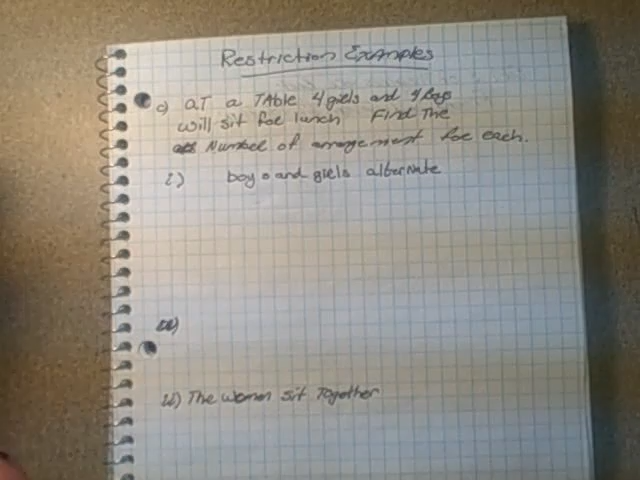 Restriction Examples
c) AT a TAble 4 girls and 4 boys
will sit for lunch Find The
Number of arrangement for each.
i) boys and girls alternate
ii) The women sit Together